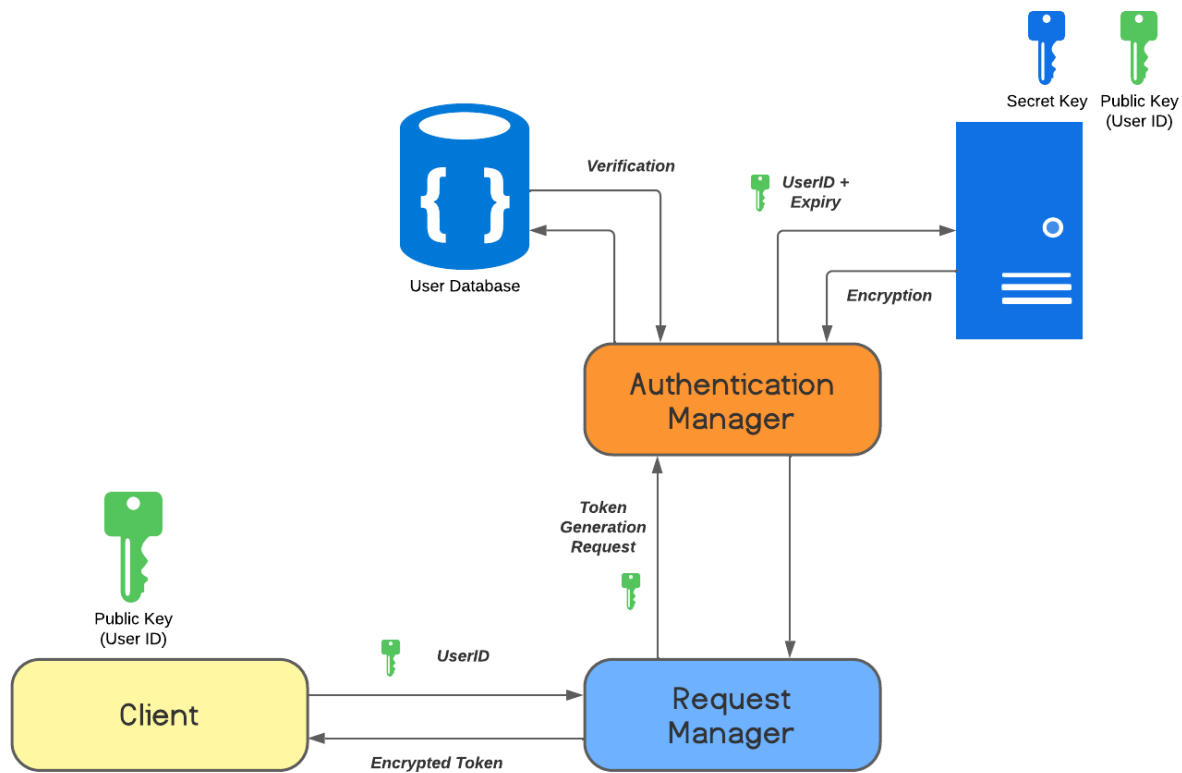 Secret Key
Public Key
(User ID)
Verification
UserID +
Expiry
{ }
User Database
Encryption
Authentication
Manager
Token
Generation
Request
Public Key
(User ID)
UserID
Client
Request
Manager
Encrypted Token